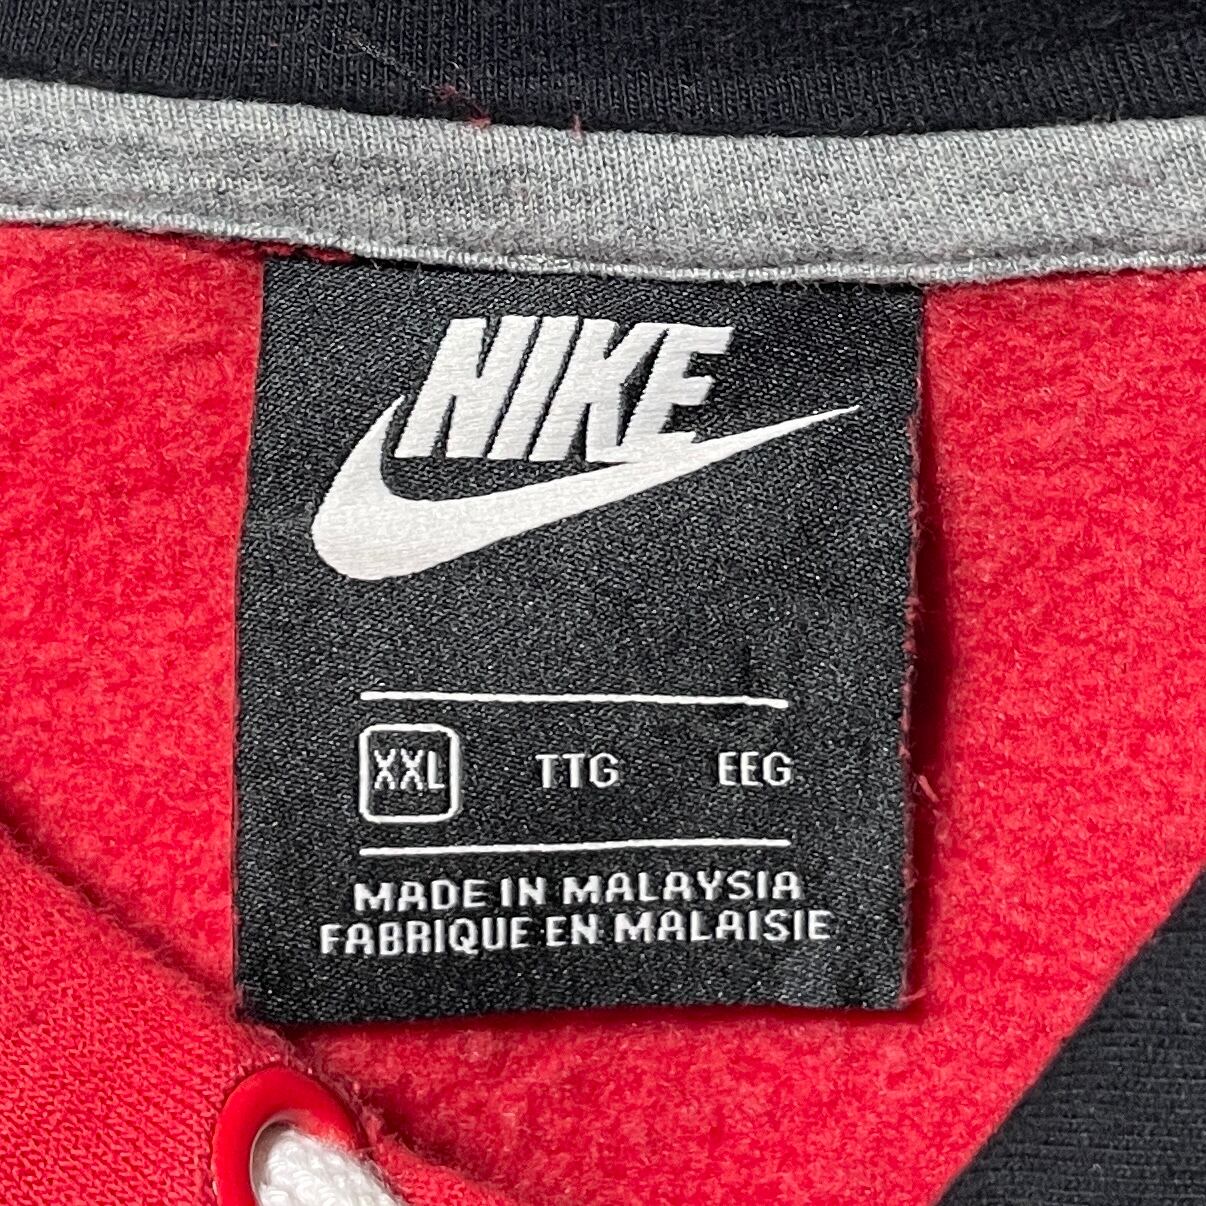 NIKE
XXL TTG EEG
MADE IN MALAYSIA
FABRIQUE EN MALAISIE